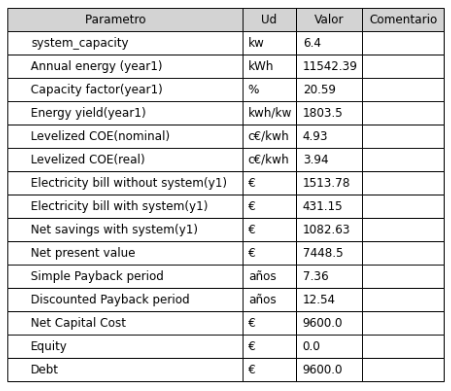 Parametro Ud Valor Comentario
system_capacity kw 6.4
Annual energy (year1) kWh 11542.39
Capacity factor(year1) % 20.59
Energy yield(year1) kwh/kw 1803.5
Levelized COE(nominal) c€/kwh 4.93
Levelized COE(real) c€/kwh 3.94
Electricity bill without system(y1) € 1513.78
Electricity bill with system(y1) € 431.15
Net savings with system(y1) € 1082.63
Net present value € 7448.5
Simple Payback period años 7.36
Discounted Payback period años 12.54
Net Capital Cost € 9600.0
Equity € 0.0
Debt € 9600.0